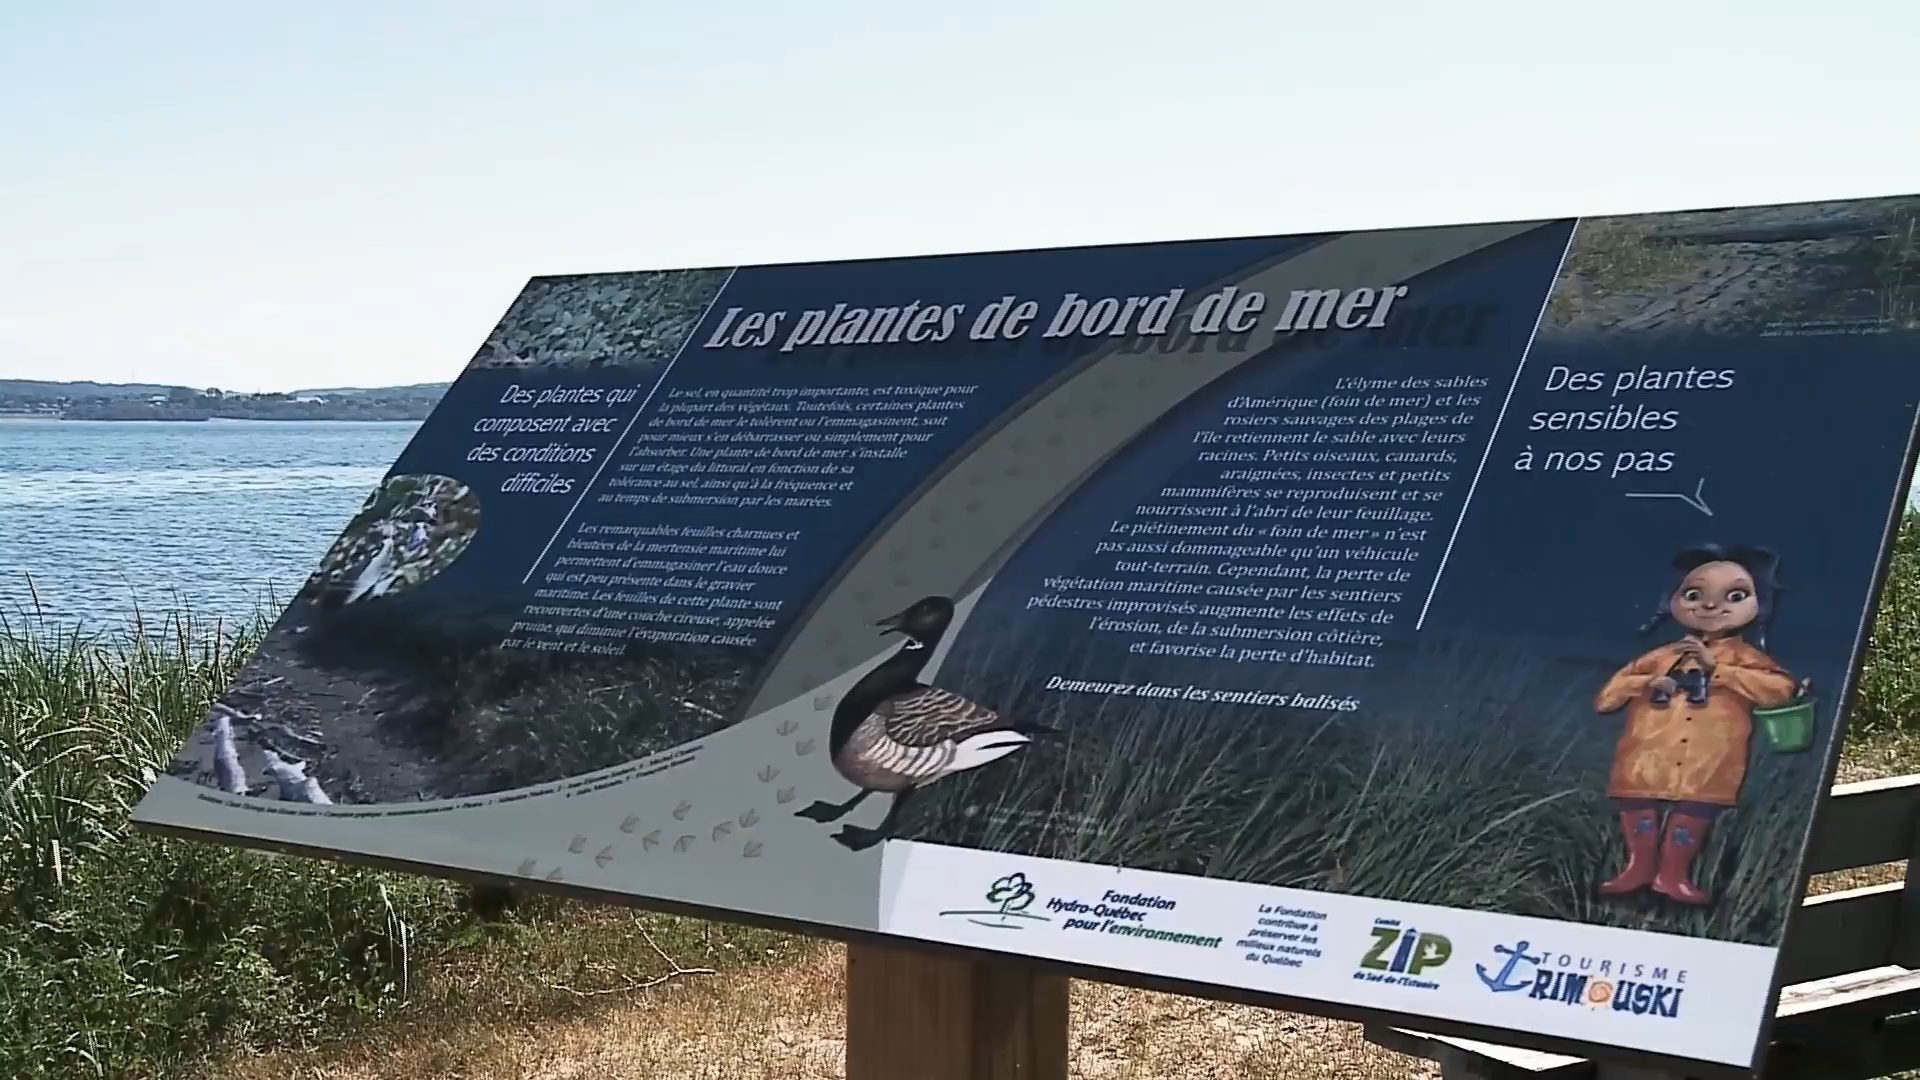 Les plantes de bord de mer
Des plantes qui
composent avec
des conditions
difficiles
Le sel, en quantité trop importante, est toxique pour
la plupart des végétaux. Toutefois, certaines plantes
de bord de mer le tolèrent ou l'emmagasinent, soit
pour mieux s'en débarrasser ou simplement pour
l'absorber. Une plante de bord de mer s'installe
sur un étage du littoral en fonction de sa
tolérance au sel, ainsi qu'à la fréquence et
au temps de submersion par les marées.
Les remarquables feuilles charnues et
bleutées de la mertensie maritime lui
permettent d'emmagasiner l'eau douce
qui est peu présente dans le gravier
maritime. Les feuilles de cette plante sont
recouvertes d'une couche cireuse, appelée
pruine, qui diminue l'évaporation causée
par le vent et le soleil.
L'élyme des sables
d'Amérique (foin de mer) et les
rosiers sauvages des plages de
l'île retiennent le sable avec leurs
racines. Petits oiseaux, canards,
araignées, insectes et petits
mammifères se reproduisent et se
nourrissent à l'abri de leur feuillage.
Le piétinement du « foin de mer » n'est
pas aussi dommageable qu'un véhicule
tout-terrain. Cependant, la perte de
végétation maritime causée par les sentiers
pédestres improvisés augmente les effets de
l'érosion, de la submersion côtière,
et favorise la perte d'habitat.
Demeurez dans les sentiers balisés
Des plantes
sensibles
à nos pas
Fondation
Hydro-Québec
pour l'environnement
La Fondation
contribue à
préserver les
milieux naturels
du Québec
Comité
ZIP
du Sud-de-l'Estuaire
TOURISME
RIMOUSKI